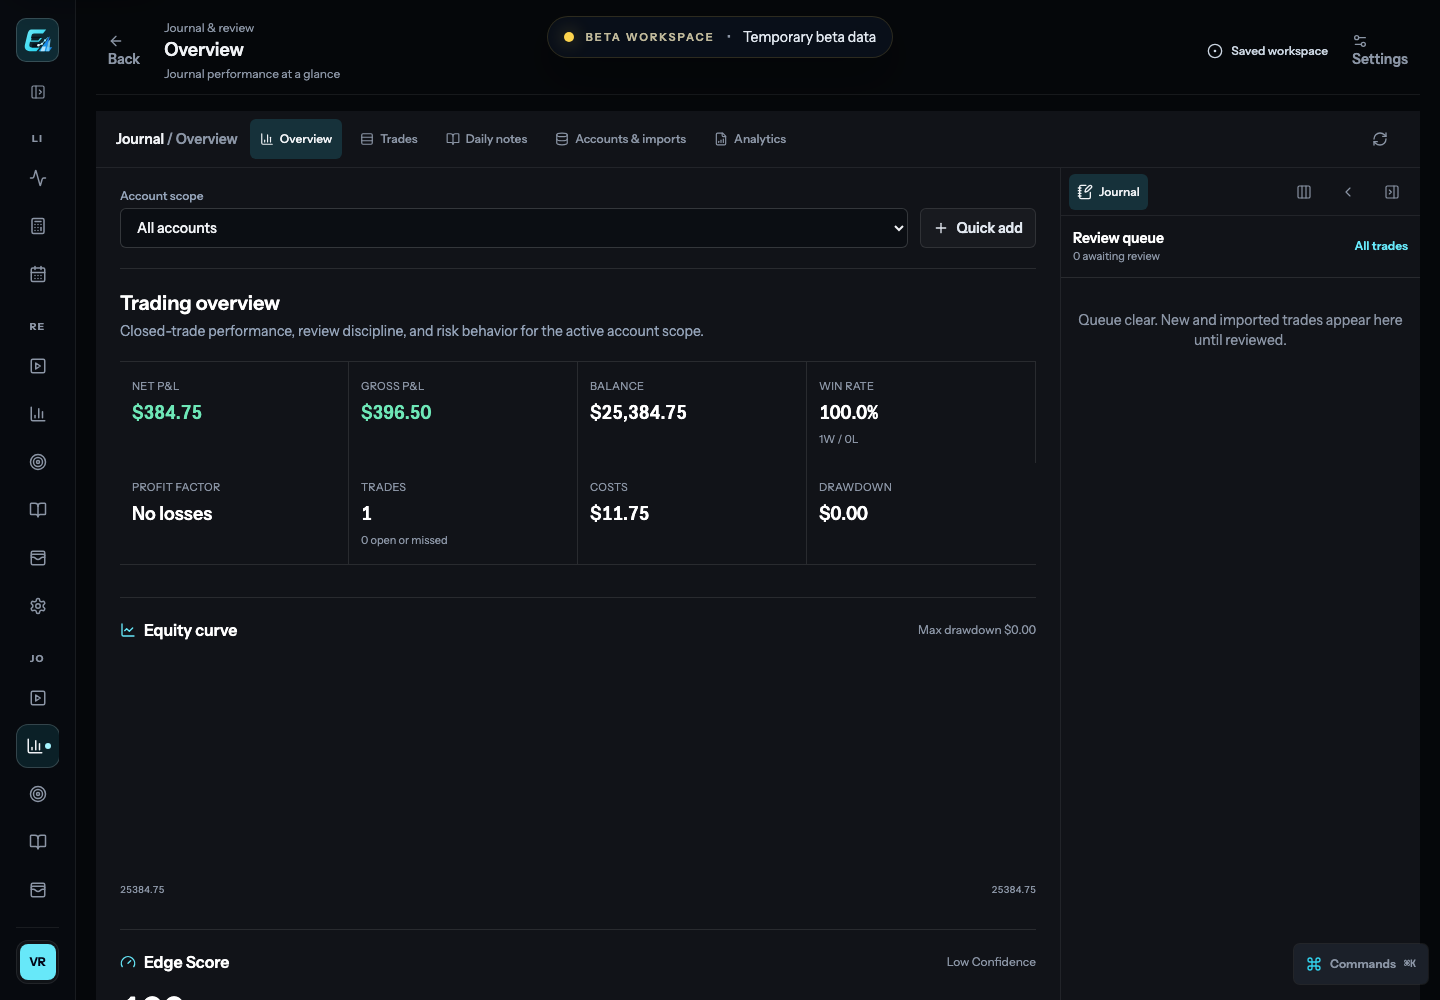 Back
Journal & review
Overview
Journal performance at a glance
BETA WORKSPACE • Temporary beta data
Saved workspace
Settings
LI
RE
JO
VR
Journal / Overview
Overview
Trades
Daily notes
Accounts & imports
Analytics
Account scope
All accounts
Quick add
Trading overview
Closed-trade performance, review discipline, and risk behavior for the active account scope.
NET P&L
$384.75
GROSS P&L
$396.50
BALANCE
$25,384.75
WIN RATE
100.0%
1W / 0L
PROFIT FACTOR
No losses
TRADES
1
0 open or missed
COSTS
$11.75
DRAWDOWN
$0.00
Equity curve
Max drawdown $0.00
25384.75
25384.75
Edge Score
Low Confidence
Journal
Review queue
0 awaiting review
All trades
Queue clear. New and imported trades appear here
until reviewed.
Commands ⌘K